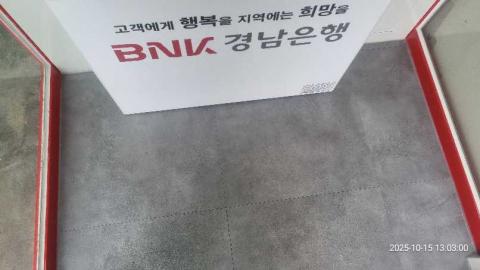 고객에게 행복을 지역에는 희망을
BNK 경남은행
2025-10-15 13:03:00